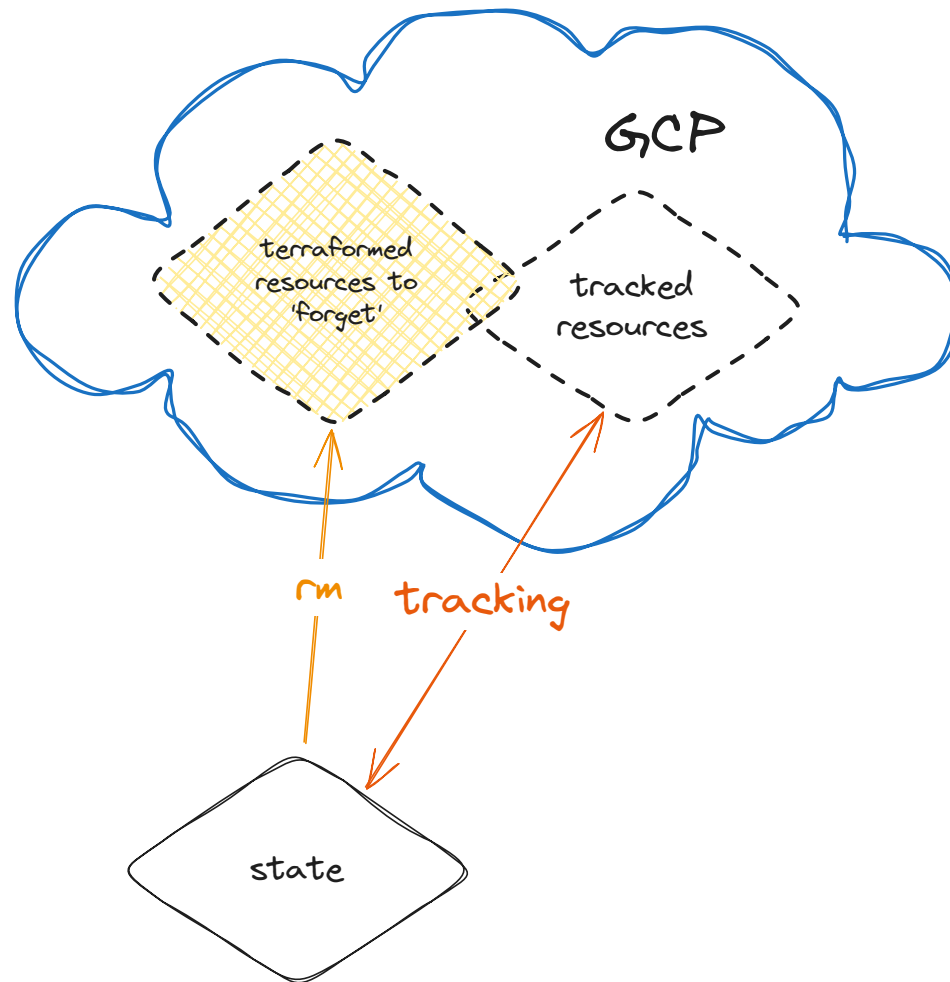 GCP
terraformed
resources to
'forget'
tracked
resources
rm
tracking
state